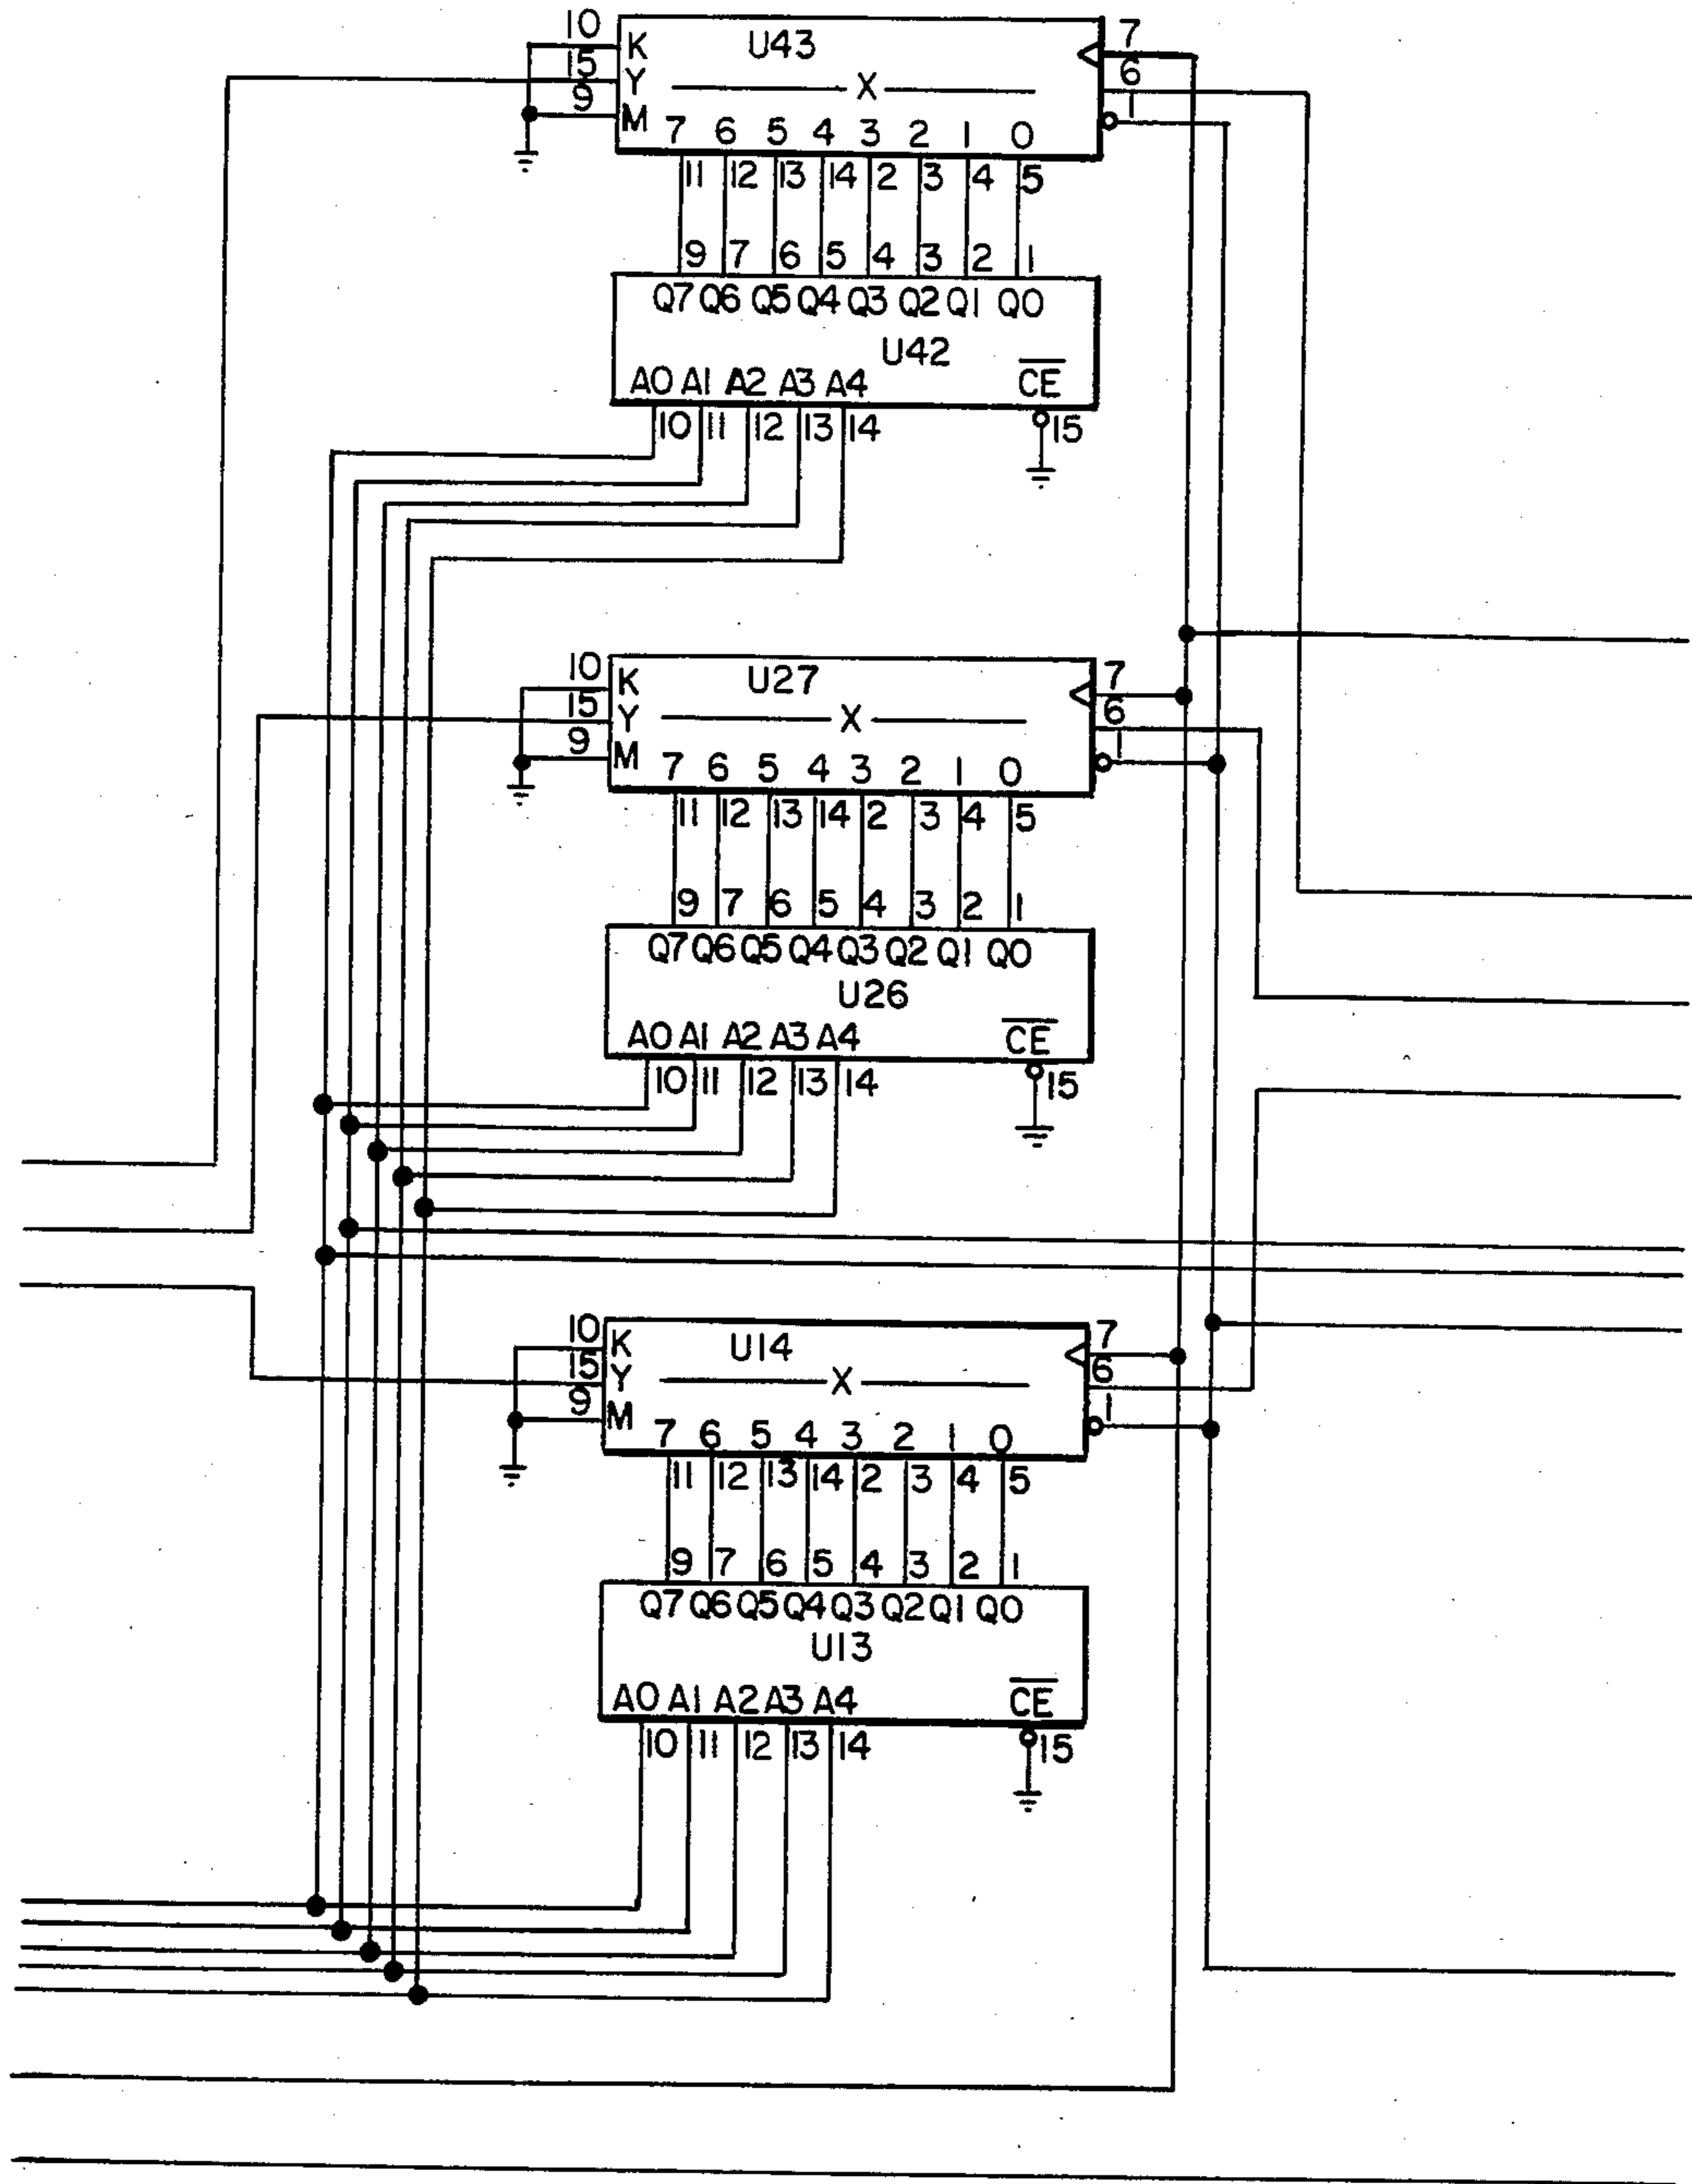 10 K U43 7
15 Y X 6
9 M 1
7 6 5 4 3 2 1 0
11 12 13 14 2 3 4 5
9 7 6 5 4 3 2 1
Q7 Q6 Q5 Q4 Q3 Q2 Q1 Q0
U42
A0 A1 A2 A3 A4 CE
10 11 12 13 14 15
10 K U27 7
15 Y X 6
9 M 1
7 6 5 4 3 2 1 0
11 12 13 14 2 3 4 5
9 7 6 5 4 3 2 1
Q7 Q6 Q5 Q4 Q3 Q2 Q1 Q0
U26
A0 A1 A2 A3 A4 CE
10 11 12 13 14 15
10 K U14 7
15 Y X 6
9 M 1
7 6 5 4 3 2 1 0
11 12 13 14 2 3 4 5
9 7 6 5 4 3 2 1
Q7 Q6 Q5 Q4 Q3 Q2 Q1 Q0
U13
A0 A1 A2 A3 A4 CE
10 11 12 13 14 15